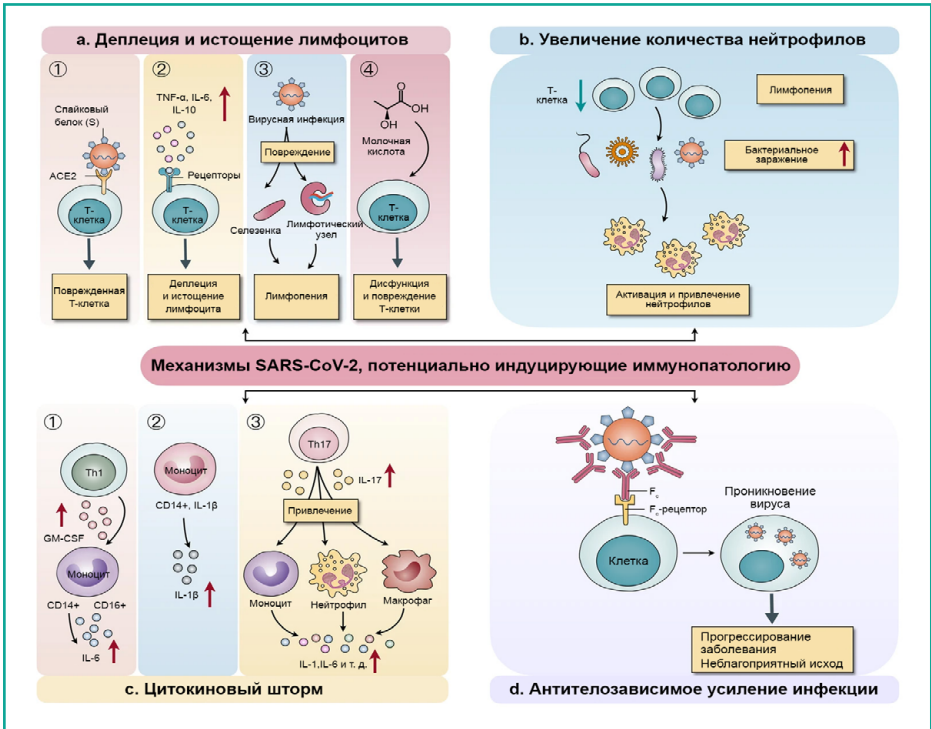 a. Деплеция и истощение лимфоцитов
①
Спайковый
белок (S)
ACE2
Т-
клетка
Поврежденная
Т-клетка
②
TNF-α, IL-6,
IL-10
Рецепторы
Т-
клетка
Деплеция
и истощение
лимфоцита
③
Вирусная инфекция
Повреждение
Селезенка
Лимфотический
узел
Лимфопения
④
OH
O
OH
Молочная
кислота
Т-
клетка
Дисфункция
и повреждение
Т-клетки
b. Увеличение количества нейтрофилов
Т-
клетка
Лимфопения
Бактериальное
заражение
Активация и привлечение
нейтрофилов
Механизмы SARS-CoV-2, потенциально индуцирующие иммунопатологию
①
Th1
GM-CSF
Моноцит
CD14+ CD16+
IL-6
②
Моноцит
CD14+, IL-1β
IL-1β
③
Th17
IL-17
Привлечение
Моноцит
Нейтрофил
Макрофаг
IL-1,IL-6 и т. д.
c. Цитокиновый шторм
Fc
Fc-рецептор
Клетка
Проникновение
вируса
Прогрессирование
заболевания
Неблагоприятный исход
d. Антителозависимое усиление инфекции